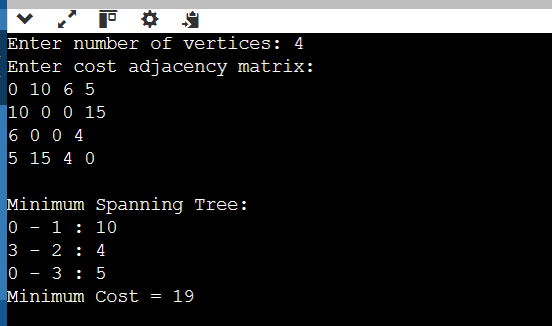 Enter number of vertices: 4
Enter cost adjacency matrix:
0 10 6 5
10 0 0 15
6 0 0 4
5 15 4 0
Minimum Spanning Tree:
0 - 1 : 10
3 - 2 : 4
0 - 3 : 5
Minimum Cost = 19